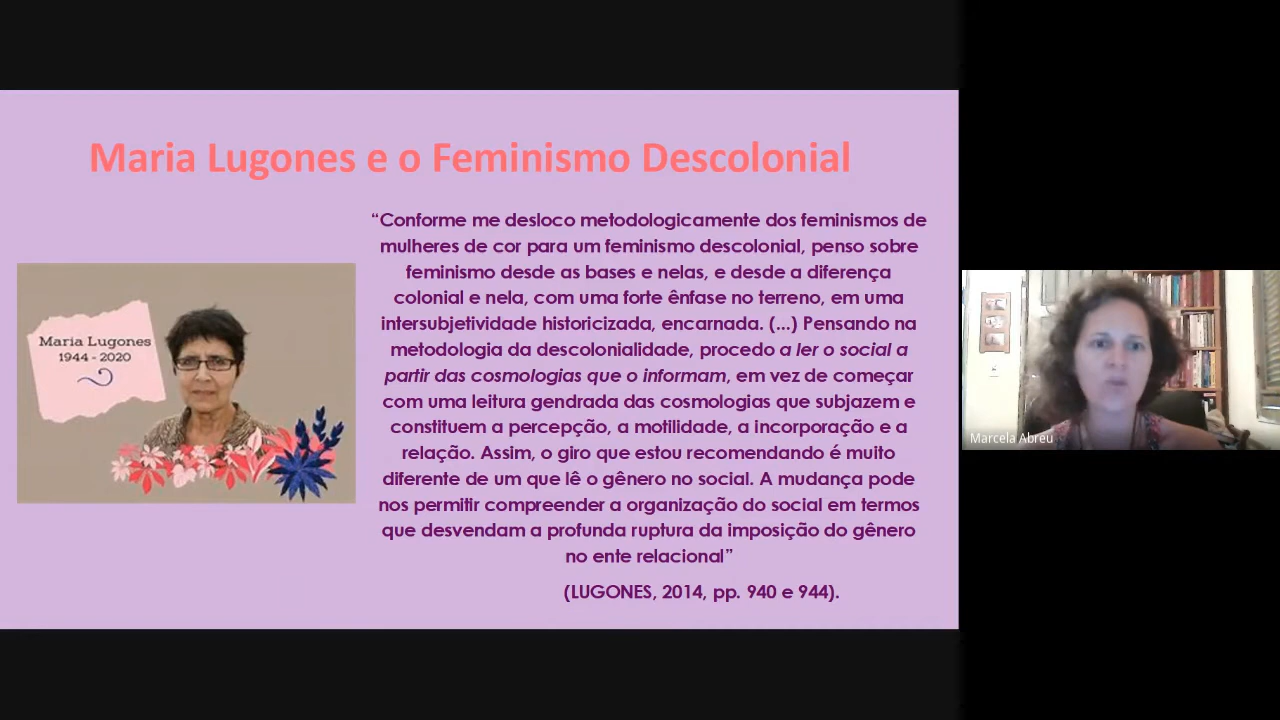 Maria Lugones e o Feminismo Descolonial
Maria Lugones
1944 - 2020
“Conforme me desloco metodologicamente dos feminismos de
mulheres de cor para um feminismo descolonial, penso sobre
feminismo desde as bases e nelas, e desde a diferença
colonial e nela, com uma forte ênfase no terreno, em uma
intersubjetividade historicizada, encarnada. (...) Pensando na
metodologia da descolonialidade, procedo a ler o social a
partir das cosmologias que o informam, em vez de começar
com uma leitura gendrada das cosmologias que subjazem e
constituem a percepção, a motilidade, a incorporação e a
relação. Assim, o giro que estou recomendando é muito
diferente de um que lê o gênero no social. A mudança pode
nos permitir compreender a organização do social em termos
que desvendam a profunda ruptura da imposição do gênero
no ente relacional”
(LUGONES, 2014, pp. 940 e 944).
Marcela Abreu